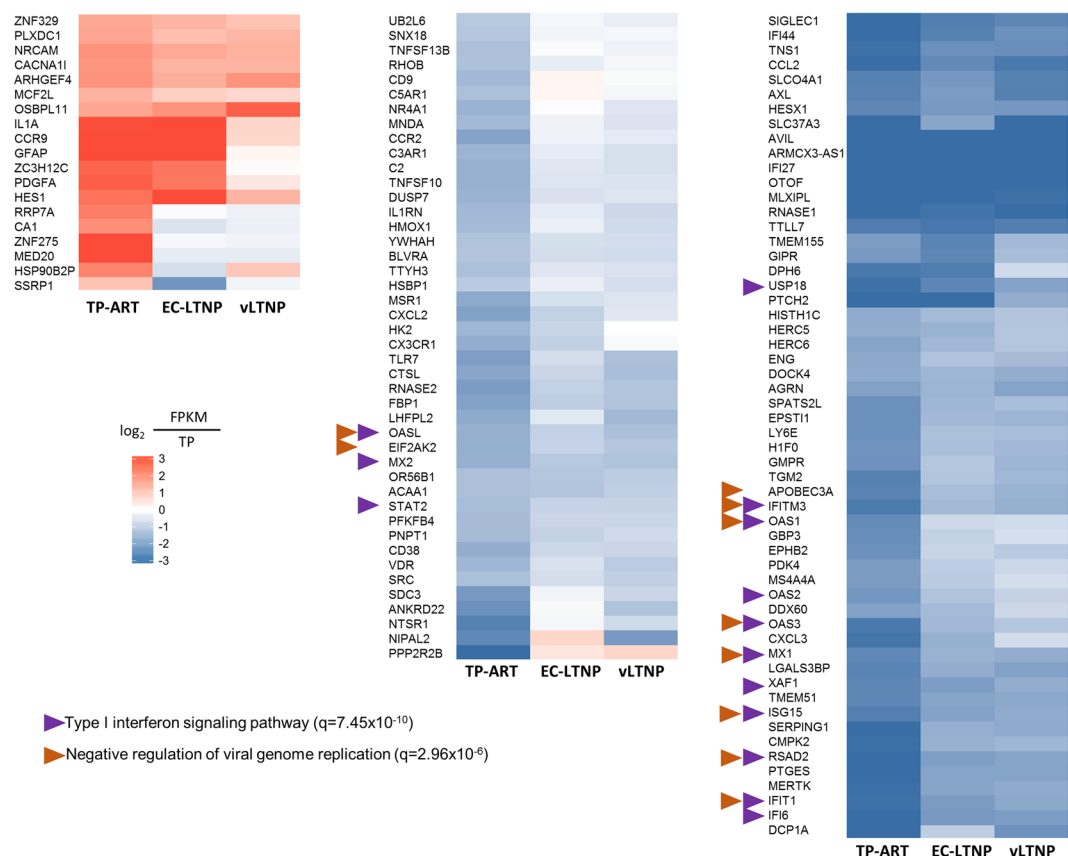 ZNF329
PLXDC1
NRCAM
CACNA1I
ARHGEF4
MCF2L
OSBPL11
IL1A
CCR9
GFAP
ZC3H12C
PDGFA
HES1
RRP7A
CA1
ZNF275
MED20
HSP90B2P
SSRP1
TP-ART EC-LTNP vLTNP
log2 FPKM
TP
3
2
1
0
-1
-2
-3
UB2L6
SNX18
TNFSF13B
RHOB
CD9
C5AR1
NR4A1
MNDA
CCR2
C3AR1
C2
TNFSF10
DUSP7
IL1RN
HMOX1
YWHAH
BLVRA
TTYH3
HSBP1
MSR1
CXCL2
HK2
CX3CR1
TLR7
CTSL
RNASE2
FBP1
LHFPL2
OASL
EIF2AK2
MX2
OR56B1
ACAA1
STAT2
PFKFB4
PNPT1
CD38
VDR
SRC
SDC3
ANKRD22
NTSR1
NIPAL2
PPP2R2B
TP-ART EC-LTNP vLTNP
SIGLEC1
IFI44
TNS1
CCL2
SLCO4A1
AXL
HESX1
SLC37A3
AVIL
ARMCX3-AS1
IFI27
OTOF
MLXIPL
RNASE1
TTLL7
TMEM155
GIPR
DPH6
USP18
PTCH2
HISTH1C
HERC5
HERC6
ENG
DOCK4
AGRN
SPATS2L
EPSTI1
LY6E
H1F0
GMPR
TGM2
APOBEC3A
IFITM3
OAS1
GBP3
EPHB2
PDK4
MS4A4A
OAS2
DDX60
OAS3
CXCL3
MX1
LGALS3BP
XAF1
TMEM51
ISG15
SERPING1
CMPK2
RSAD2
PTGES
MERTK
IFIT1
IFI6
DCP1A
TP-ART EC-LTNP vLTNP
Type I interferon signaling pathway (q=7.45x10-10)
Negative regulation of viral genome replication (q=2.96x10-6)